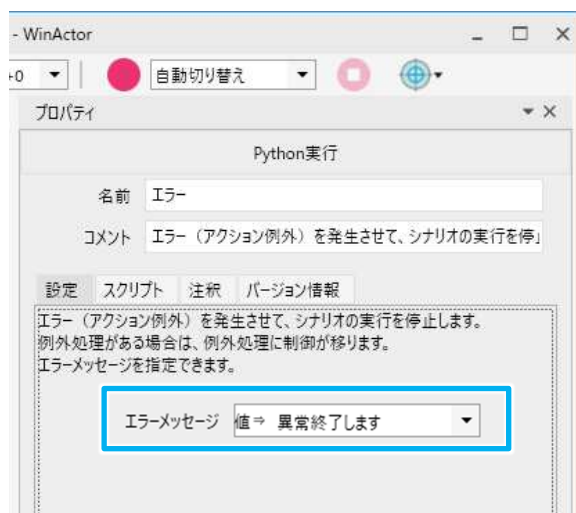 - WinActor
+0
自動切り替え
プロパティ
Python実行
名前 エラー
コメント エラー（アクション例外）を発生させて、シナリオの実行を停」
設定 スクリプト 注釈 バージョン情報
エラー（アクション例外）を発生させて、シナリオの実行を停止します。
例外処理がある場合は、例外処理に制御が移ります。
エラーメッセージを指定できます。
エラーメッセージ 値⇒ 異常終了します